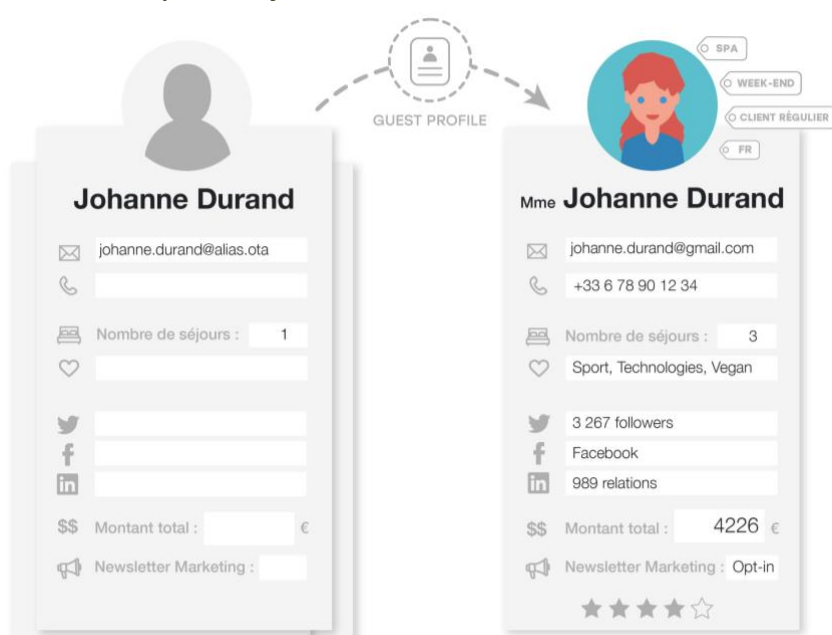 GUEST PROFILE
SPA
WEEK-END
CLIENT RÉGULIER
FR
Johanne Durand
johanne.durand@alias.ota
Nombre de séjours : 1
$$ Montant total : €
Newsletter Marketing :
Mme Johanne Durand
johanne.durand@gmail.com
+33 6 78 90 12 34
Nombre de séjours : 3
Sport, Technologies, Vegan
3 267 followers
Facebook
989 relations
$$ Montant total : 4226 €
Newsletter Marketing : Opt-in